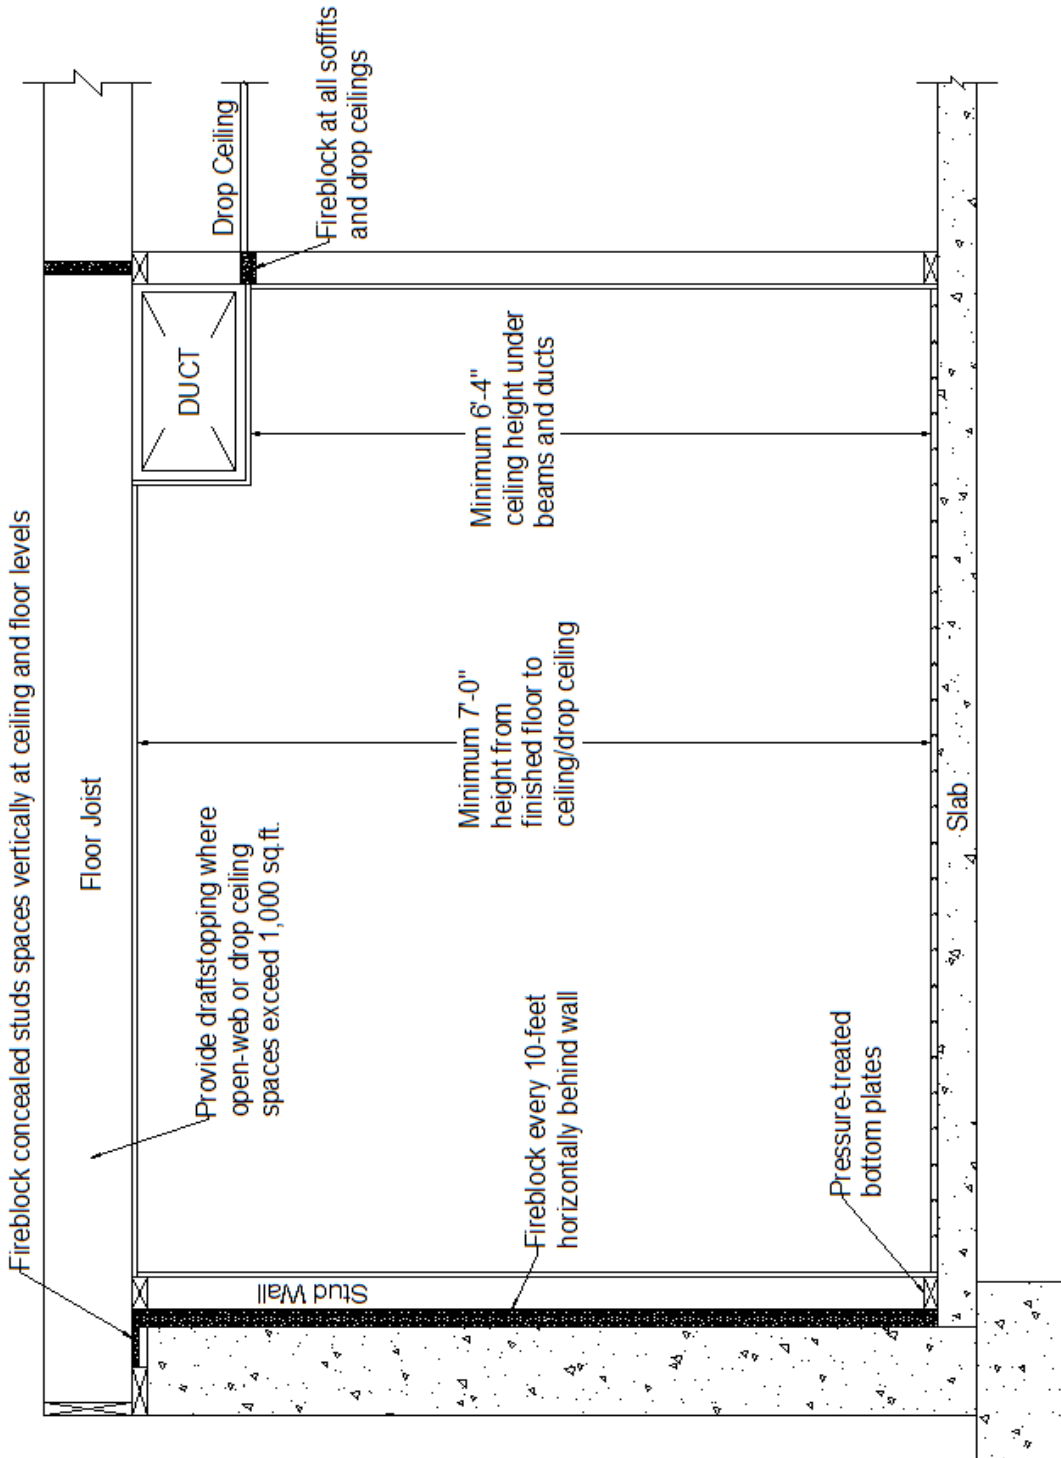 Fireblock concealed studs spaces vertically at ceiling and floor levels
Floor Joist
Provide draftstopping where
open-web or drop ceiling
spaces exceed 1,000 sq.ft.
DUCT
Drop Ceiling
Fireblock at all soffits
and drop ceilings
Stud Wall
Fireblock every 10-feet
horizontally behind wall
Minimum 7'-0"
height from
finished floor to
ceiling/drop ceiling
Minimum 6'-4"
ceiling height under
beams and ducts
Pressure-treated
bottom plates
Slab